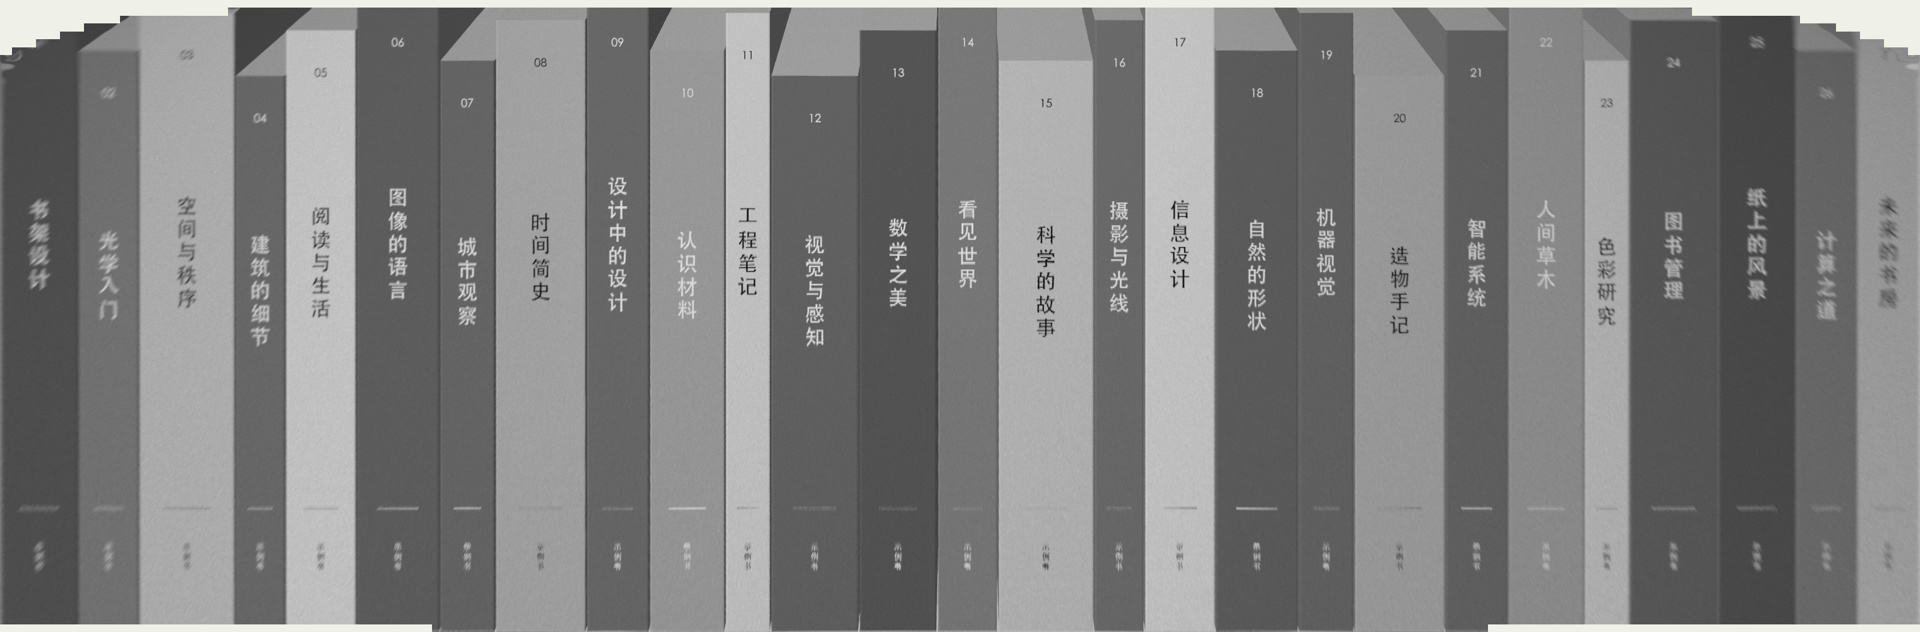 书架设计
02
光学入门
03
空间与秩序
04
建筑的细节
05
阅读与生活
06
图像的语言
07
城市观察
08
时间简史
09
设计中的设计
10
认识材料
11
工程笔记
12
视觉与感知
13
数学之美
14
看见世界
15
科学的故事
16
摄影与光线
17
信息设计
18
自然的形状
19
机器视觉
20
造物手记
21
智能系统
22
人间草木
23
色彩研究
24
图书管理
25
纸上的风景
26
计算之道
未来的书房